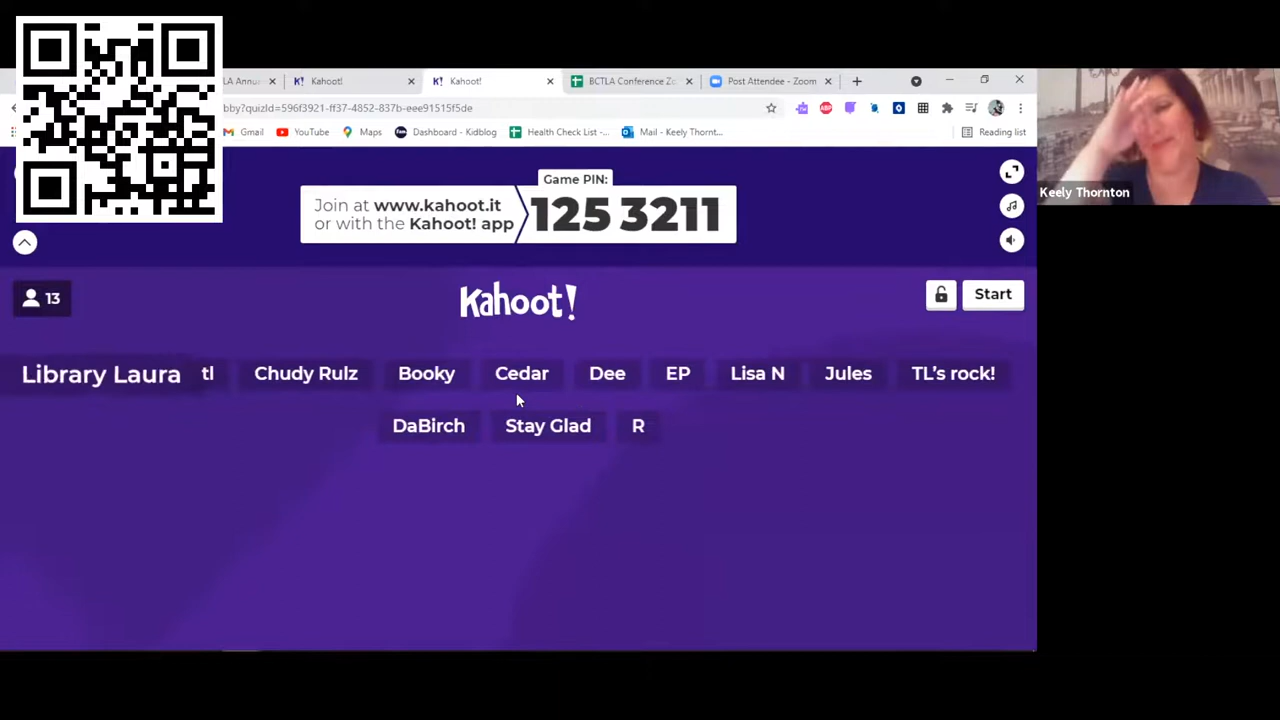 LA Annu
Kahoot!
Kahoot!
BCTLA Conference Zo
Post Attendee - Zoom
bby?quizId=596f3921-ff37-4852-837b-eee91515f5de
Gmail
YouTube
Maps
Dashboard - Kidblog
Health Check List -...
Mail - Keely Thornt...
Reading list
Keely Thornton
Game PIN:
Join at www.kahoot.it
or with the Kahoot! app
125 3211
13
Kahoot!
Start
Library Laura
tl
Chudy Rulz
Booky
Cedar
Dee
EP
Lisa N
Jules
TL's rock!
DaBirch
Stay Glad
R